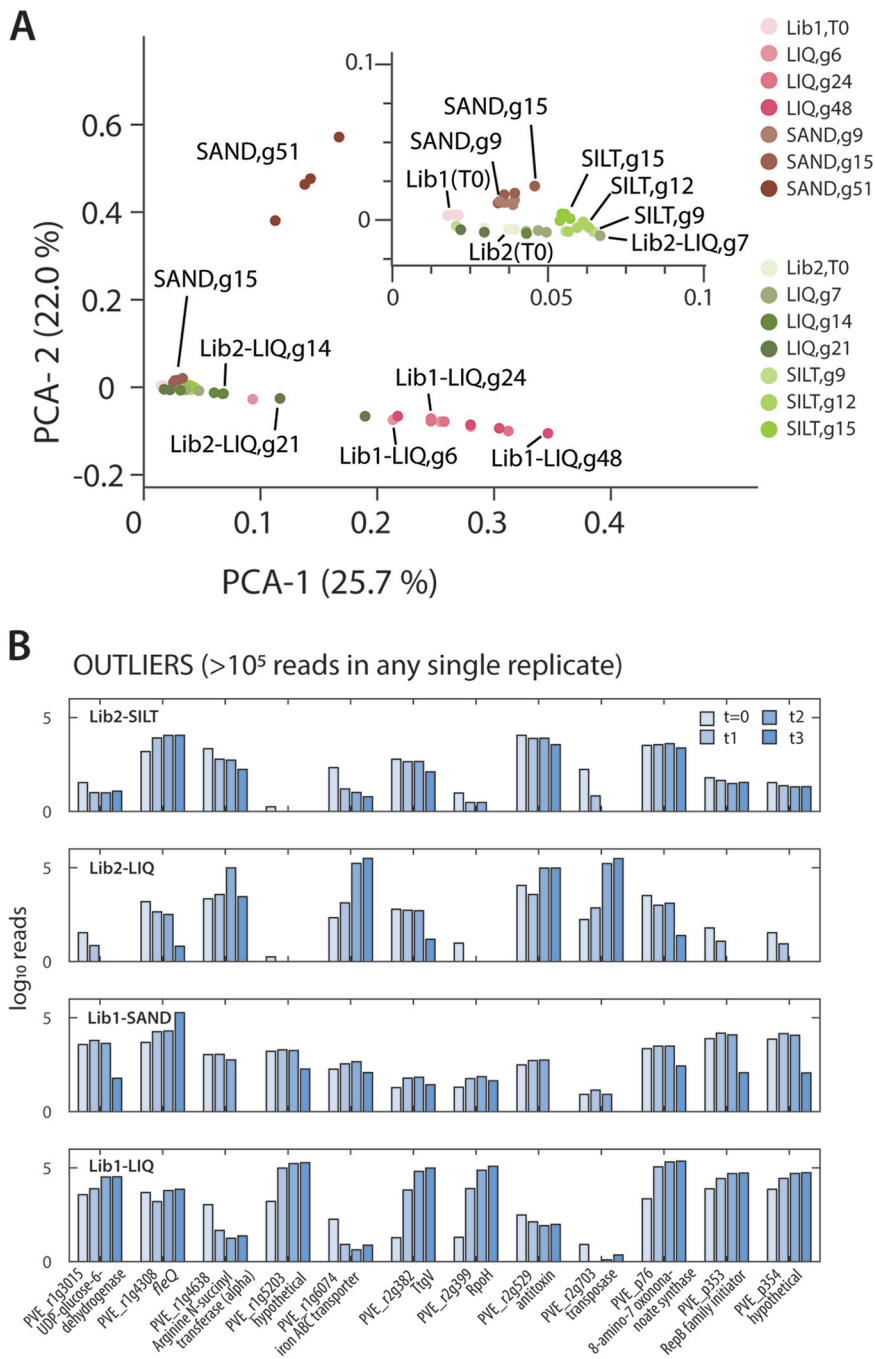 A
0.6
0.4
0.2
0
-0.2
PCA- 2 (22.0 %)
0
0.1
0.2
0.3
0.4
PCA-1 (25.7 %)
SAND,g51
SAND,g15
Lib2-LIQ,g14
Lib2-LIQ,g21
Lib1-LIQ,g24
Lib1-LIQ,g6
Lib1-LIQ,g48
0.1
0
0
0.05
0.1
SAND,g15
SAND,g9
Lib1(T0)
SILT,g15
SILT,g12
SILT,g9
Lib2(T0)
Lib2-LIQ,g7
Lib1,T0
LIQ,g6
LIQ,g24
LIQ,g48
SAND,g9
SAND,g15
SAND,g51
Lib2,T0
LIQ,g7
LIQ,g14
LIQ,g21
SILT,g9
SILT,g12
SILT,g15
B
OUTLIERS (>10⁵ reads in any single replicate)
log₁₀ reads
5
0
Lib2-SILT
t=0
t2
t1
t3
5
0
Lib2-LIQ
5
0
Lib1-SAND
5
0
Lib1-LIQ
PVE_r1g3015
UDP-glucose-6-
dehydrogenase
PVE_r1g4308
fleQ
PVE_r1g4638
Arginine N-succinyl
transferase (alpha)
PVE_r1g5203
hypothetical
PVE_r1g6074
iron ABC transporter
PVE_r2g382
TtgV
PVE_r2g399
RpoH
PVE_r2g529
antitoxin
PVE_r2g703
transposase
PVE_p76
8-amino-7 oxonona-
noate synthase
PVE_p353
RepB family initiator
PVE_p354
hypothetical